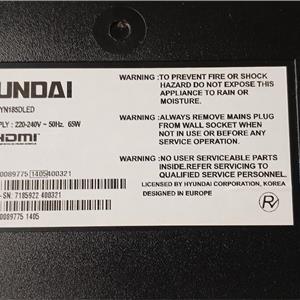 UNDAI
YN185DLED
PLY : 220-240V ~ 50Hz. 65W
HDMI
0089775 1405 400321
-SN: 7185922 400321
0089775 1405
WARNING :TO PREVENT FIRE OR SHOCK
HAZARD DO NOT EXPOSE THIS
APPLIANCE TO RAIN OR MOISTURE.
WARNING :ALWAYS REMOVE MAINS PLUG
FROM WALL SOCKET WHEN
NOT IN USE OR BEFORE ANY
SERVICE OPERATION.
WARNING :NO USER SERVICEABLE PARTS
INSIDE.REFER SERVICING TO
QUALIFIED SERVICE PERSONNEL.
LICENSED BY HYUNDAI CORPORATION, KOREA
DESIGNED IN EUROPE